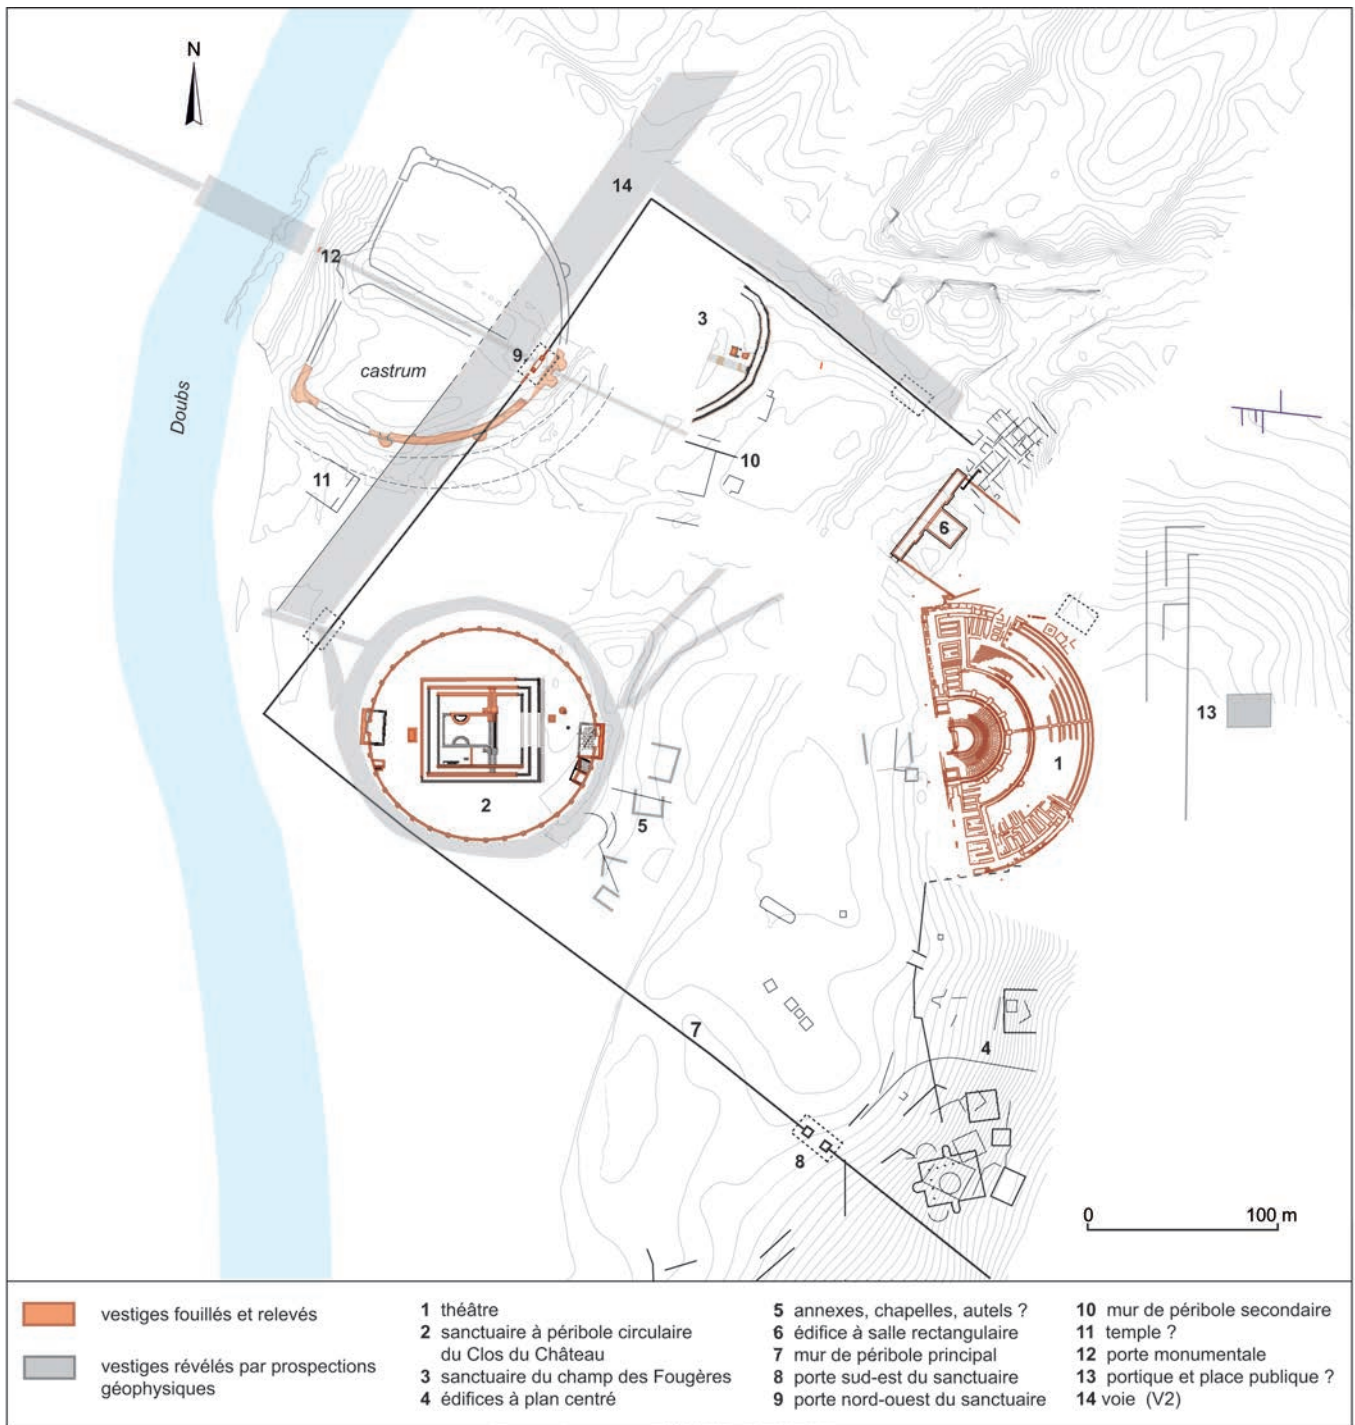 N
14
12
3
9
castrum
Doubs
10
11
6
13
1
2
5
7
4
8
0 100 m
vestiges fouillés et relevés
vestiges révélés par prospections
géophysiques
1 théâtre
2 sanctuaire à péribole circulaire
du Clos du Château
3 sanctuaire du champ des Fougères
4 édifices à plan centré
5 annexes, chapelles, autels ?
6 édifice à salle rectangulaire
7 mur de péribole principal
8 porte sud-est du sanctuaire
9 porte nord-ouest du sanctuaire
10 mur de péribole secondaire
11 temple ?
12 porte monumentale
13 portique et place publique ?
14 voie (V2)